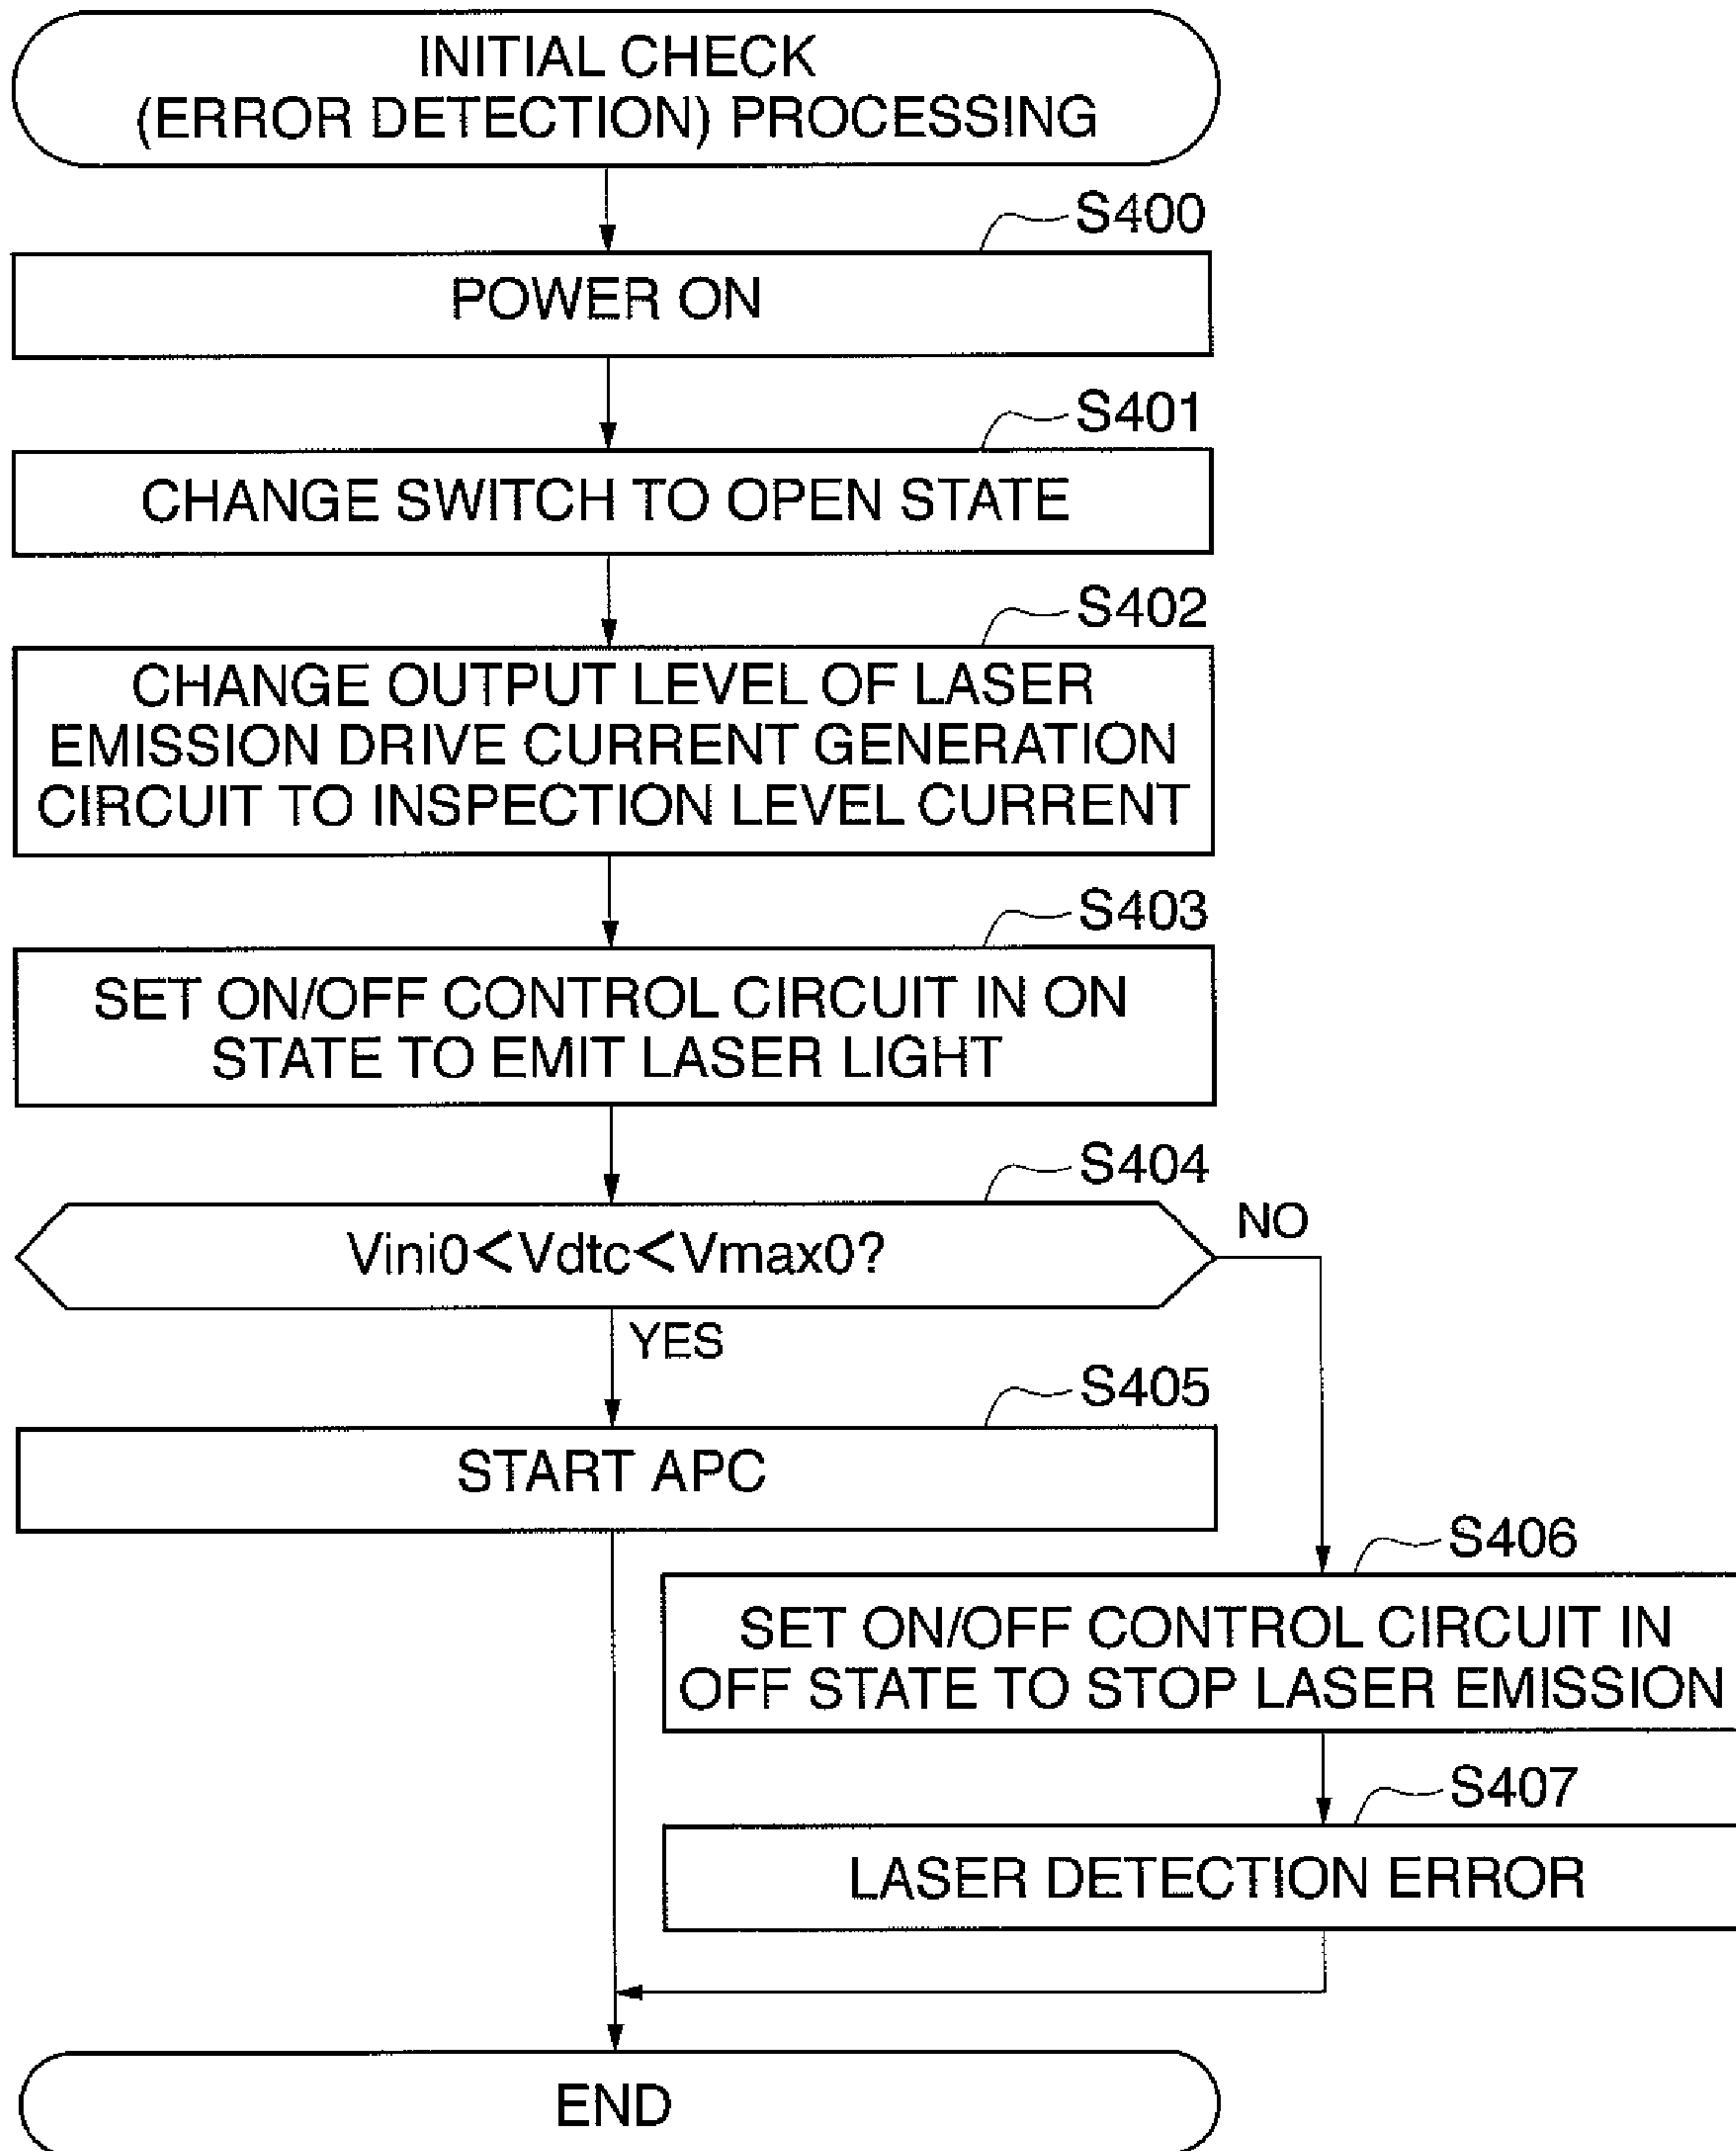 INITIAL CHECK
(ERROR DETECTION) PROCESSING
S400
POWER ON
S401
CHANGE SWITCH TO OPEN STATE
S402
CHANGE OUTPUT LEVEL OF LASER
EMISSION DRIVE CURRENT GENERATION
CIRCUIT TO INSPECTION LEVEL CURRENT
S403
SET ON/OFF CONTROL CIRCUIT IN ON
STATE TO EMIT LASER LIGHT
S404
Vini0<Vdtc<Vmax0?
NO
YES
S405
START APC
S406
SET ON/OFF CONTROL CIRCUIT IN
OFF STATE TO STOP LASER EMISSION
S407
LASER DETECTION ERROR
END